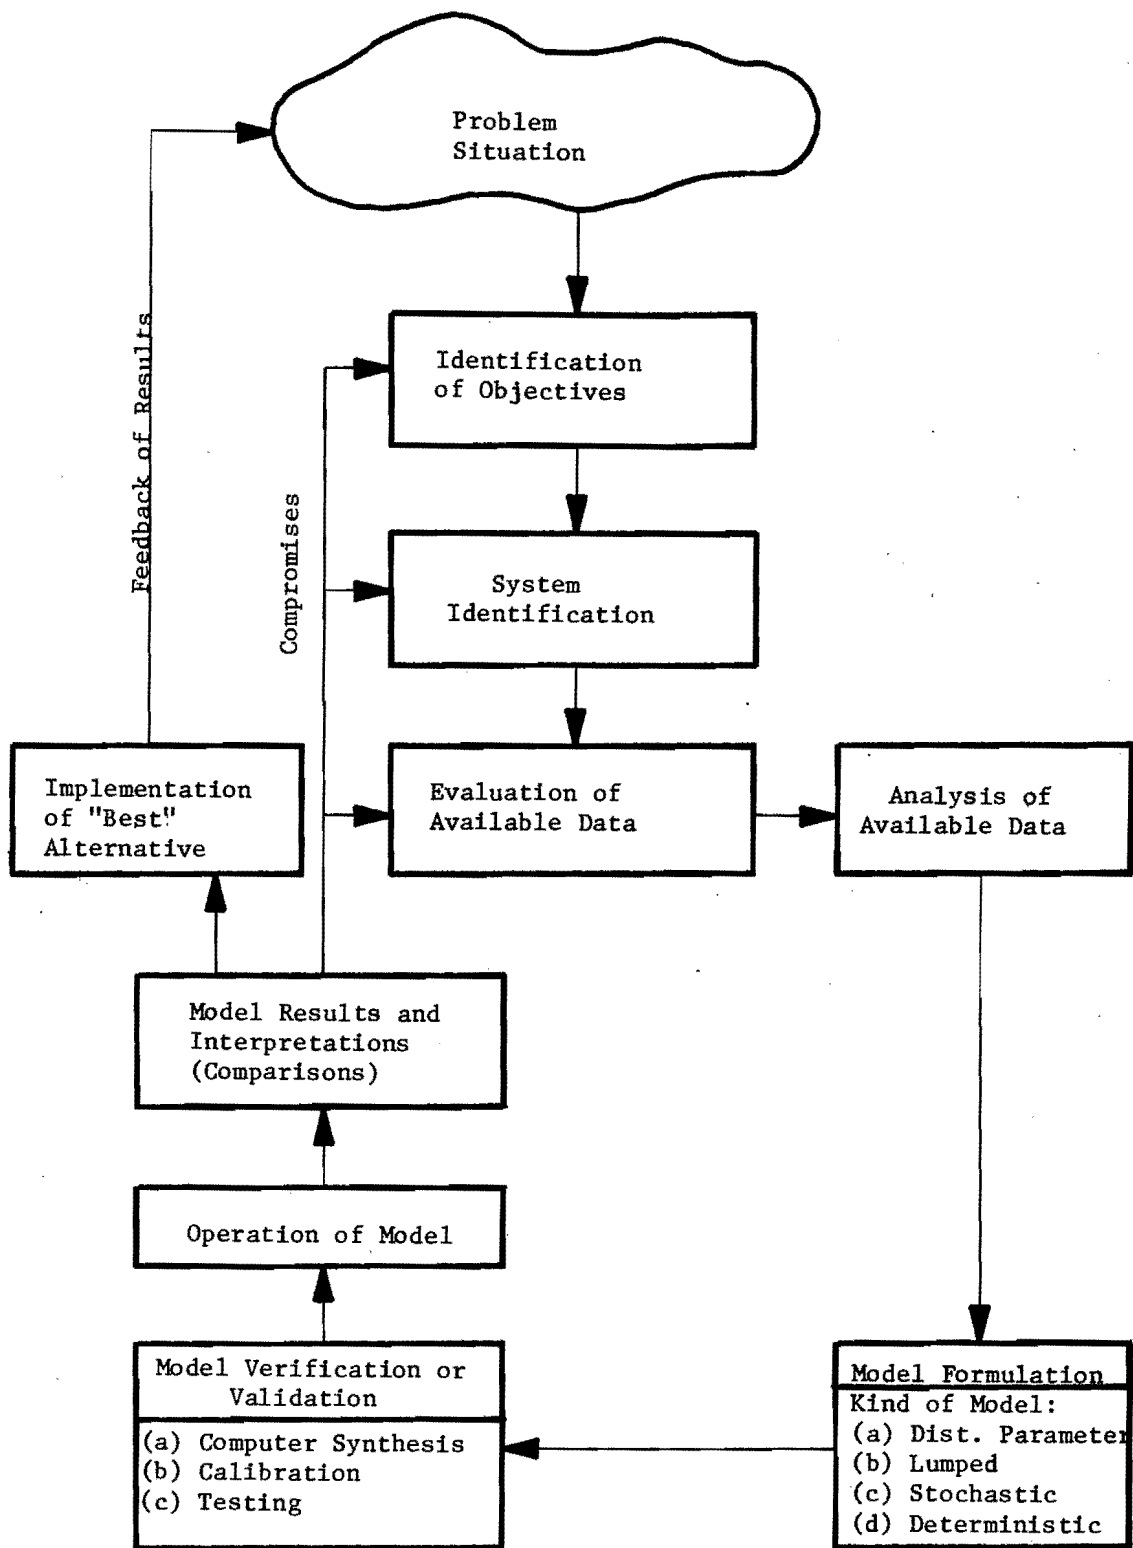 Problem
Situation
Feedback of Results
Compromises
Identification
of Objectives
System
Identification
Implementation
of "Best"
Alternative
Evaluation of
Available Data
Analysis of
Available Data
Model Results and
Interpretations
(Comparisons)
Operation of Model
Model Verification or
Validation
(a) Computer Synthesis
(b) Calibration
(c) Testing
Model Formulation
Kind of Model:
(a) Dist. Parameter
(b) Lumped
(c) Stochastic
(d) Deterministic